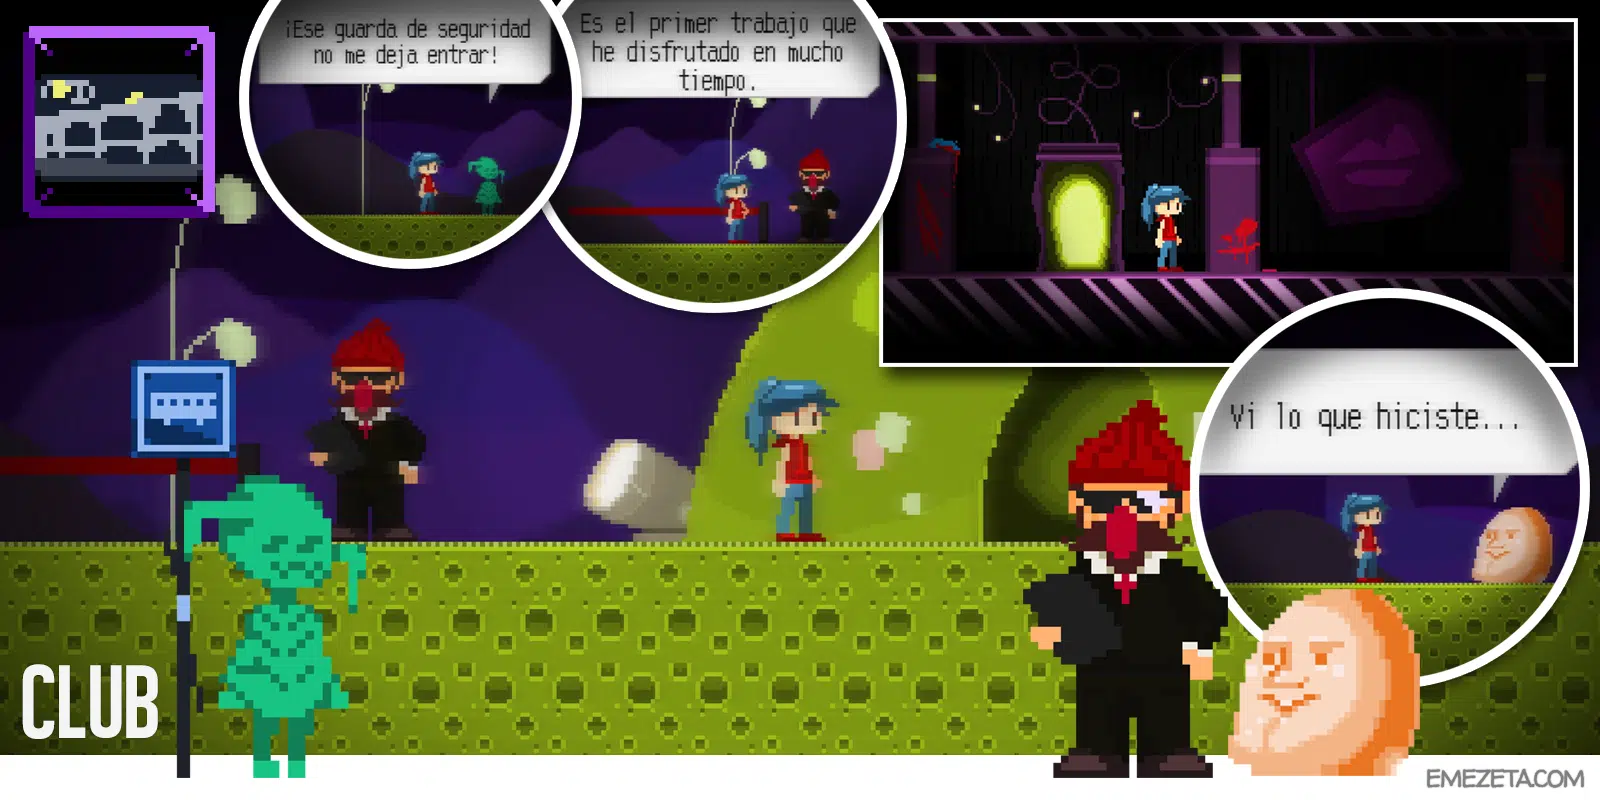 ¡Ese guarda de seguridad
no me deja entrar!
Es el primer trabajo que
he disfrutado en mucho
tiempo.
Vi lo que hiciste...
CLUB
EMEZETA.COM